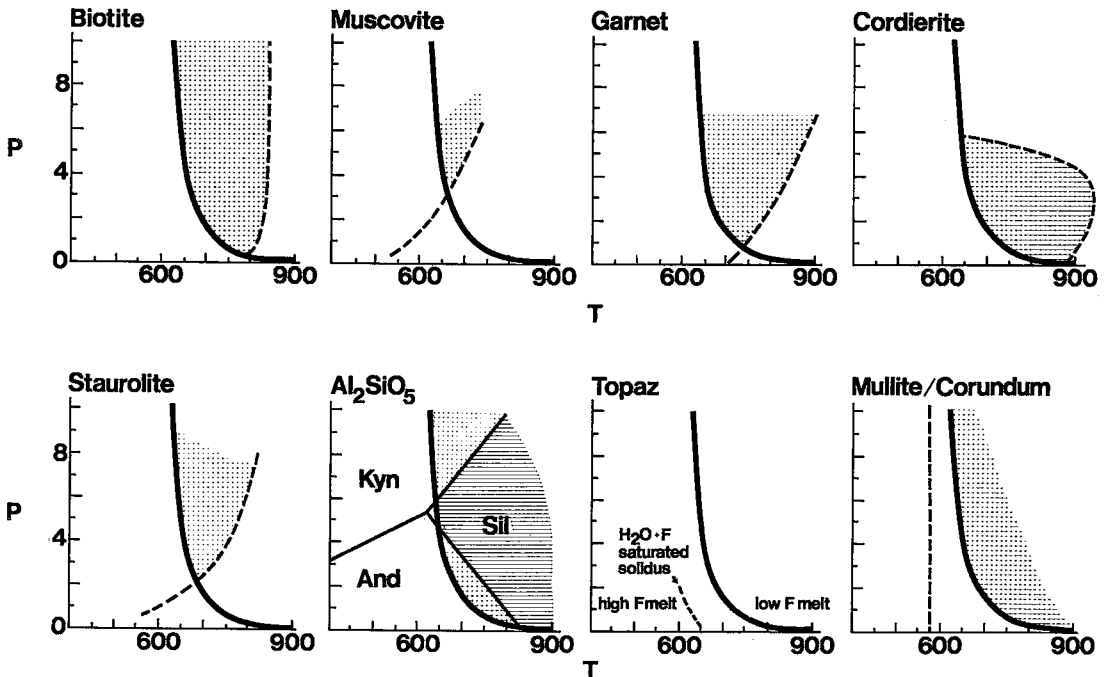 Biotite
Muscovite
Garnet
Cordierite
P
8
4
0
600
900
600
900
600
900
600
900
T
Staurolite
Al2SiO5
Topaz
Mullite/Corundum
P
8
4
0
Kyn
Sil
And
H2O+F
saturated
solidus
high F melt
low F melt
600
900
600
900
600
900
600
900
T